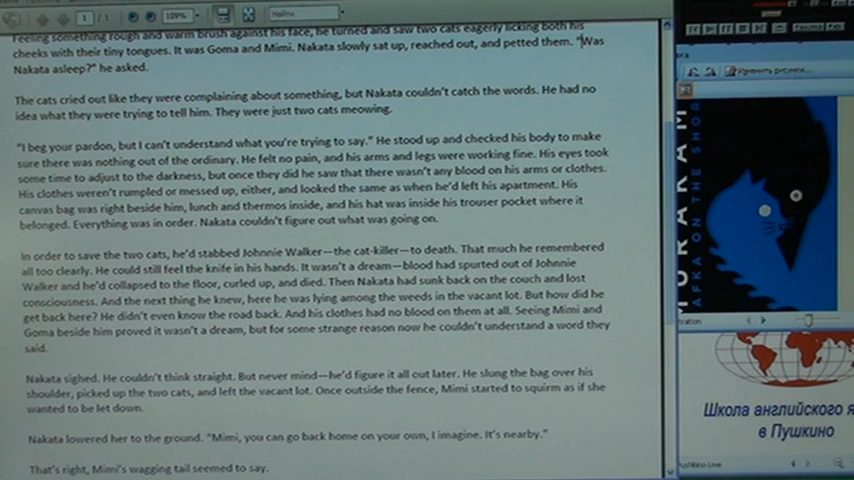 1
109%
Найти
Feeling something rough and warm brush against his face, he turned and saw two cats eagerly licking both his
cheeks with their tiny tongues. It was Goma and Mimi. Nakata slowly sat up, reached out, and petted them. “Was
Nakata asleep?” he asked.
The cats cried out like they were complaining about something, but Nakata couldn’t catch the words. He had no
idea what they were trying to tell him. They were just two cats meowing.
“I beg your pardon, but I can’t understand what you’re trying to say.” He stood up and checked his body to make
sure there was nothing out of the ordinary. He felt no pain, and his arms and legs were working fine. His eyes took
some time to adjust to the darkness, but once they did he saw that there wasn’t any blood on his arms or clothes.
His clothes weren’t rumpled or messed up, either, and looked the same as when he’d left his apartment. His
canvas bag was right beside him, lunch and thermos inside, and his hat was inside his trouser pocket where it
belonged. Everything was in order. Nakata couldn’t figure out what was going on.
In order to save the two cats, he’d stabbed Johnnie Walker—the cat-killer—to death. That much he remembered
all too clearly. He could still feel the knife in his hands. It wasn’t a dream—blood had spurted out of Johnnie
Walker and he’d collapsed to the floor, curled up, and died. Then Nakata had sunk back on the couch and lost
consciousness. And the next thing he knew, here he was lying among the weeds in the vacant lot. But how did he
get back here? He didn’t even know the road back. And his clothes had no blood on them at all. Seeing Mimi and
Goma beside him proved it wasn’t a dream, but for some strange reason now he couldn’t understand a word they
said.
Nakata sighed. He couldn’t think straight. But never mind—he’d figure it all out later. He slung the bag over his
shoulder, picked up the two cats, and left the vacant lot. Once outside the fence, Mimi started to squirm as if she
wanted to be let down.
Nakata lowered her to the ground. “Mimi, you can go back home on your own, I imagine. It’s nearby.”
That’s right, Mimi’s wagging tail seemed to say.
Изменить рисунки...
MURAKAM
AFKA ON THE SHOR
tration
Школа английского я
в Пушкино
Pushkino Live